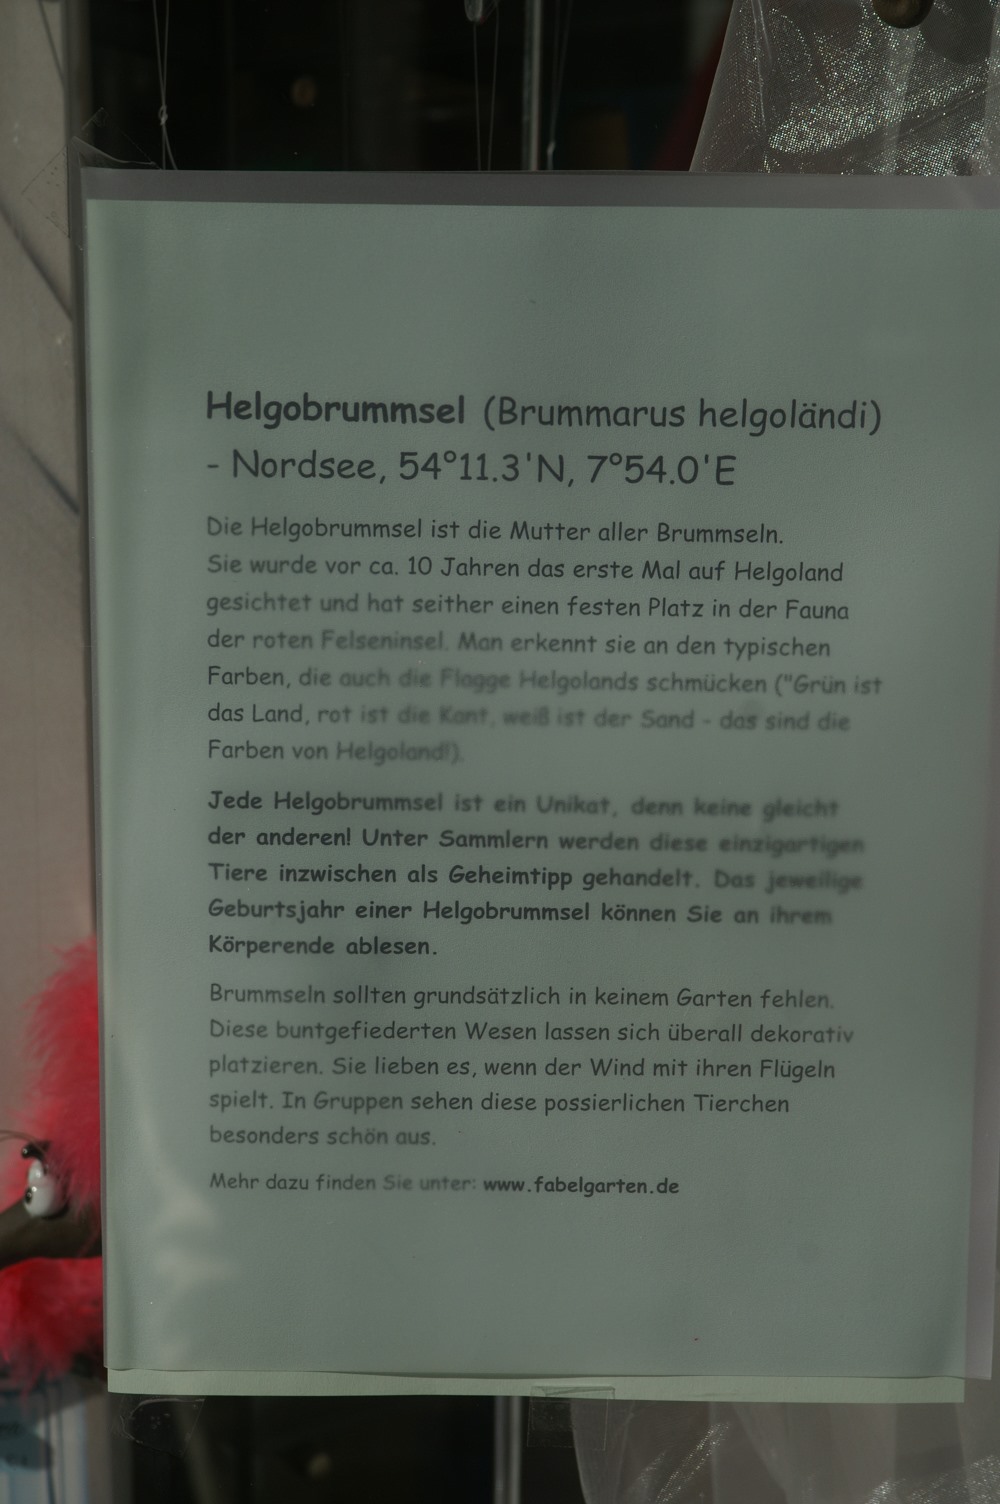 Helgobrummsel (Brummarus helgoländi)
- Nordsee, 54°11.3'N, 7°54.0'E
Die Helgobrummsel ist die Mutter aller Brummseln.
Sie wurde vor ca. 10 Jahren das erste Mal auf Helgoland
gesichtet und hat seither einen festen Platz in der Fauna
der roten Felseninsel. Man erkennt sie an den typischen
Farben, die auch die Flagge Helgolands schmücken ("Grün ist
das Land, rot ist die Kant, weiß ist der Sand - das sind die
Farben von Helgoland!).
Jede Helgobrummsel ist ein Unikat, denn keine gleicht
der anderen! Unter Sammlern werden diese einzigartigen
Tiere inzwischen als Geheimtipp gehandelt. Das jeweilige
Geburtsjahr einer Helgobrummsel können Sie an ihrem
Körperende ablesen.
Brummseln sollten grundsätzlich in keinem Garten fehlen.
Diese buntgefiederten Wesen lassen sich überall dekorativ
platzieren. Sie lieben es, wenn der Wind mit ihren Flügeln
spielt. In Gruppen sehen diese possierlichen Tierchen
besonders schön aus.
Mehr dazu finden Sie unter: www.fabelgarten.de